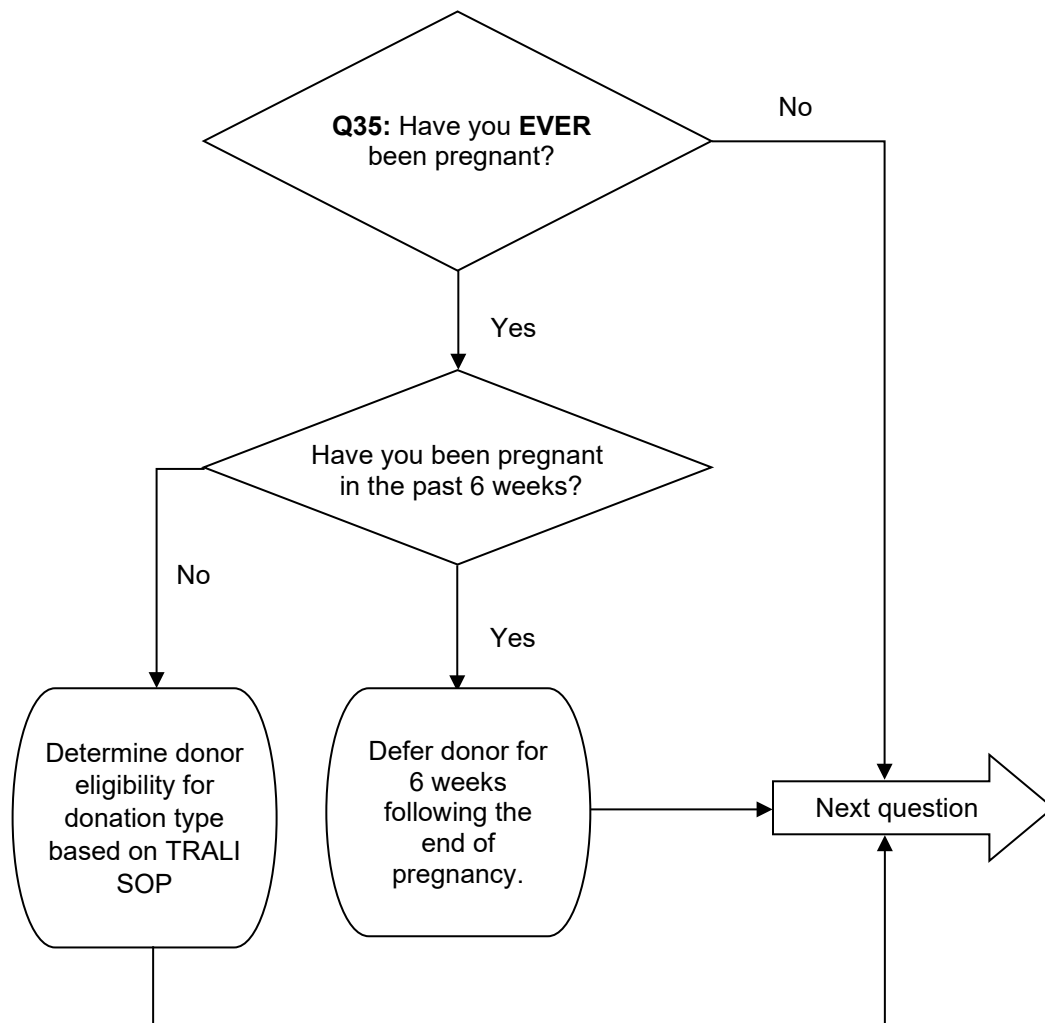 Q35: Have you EVER
been pregnant?
No
Yes
Have you been pregnant
in the past 6 weeks?
No
Yes
Determine donor
eligibility for
donation type
based on TRALI
SOP
Defer donor for
6 weeks
following the
end of
pregnancy.
Next question